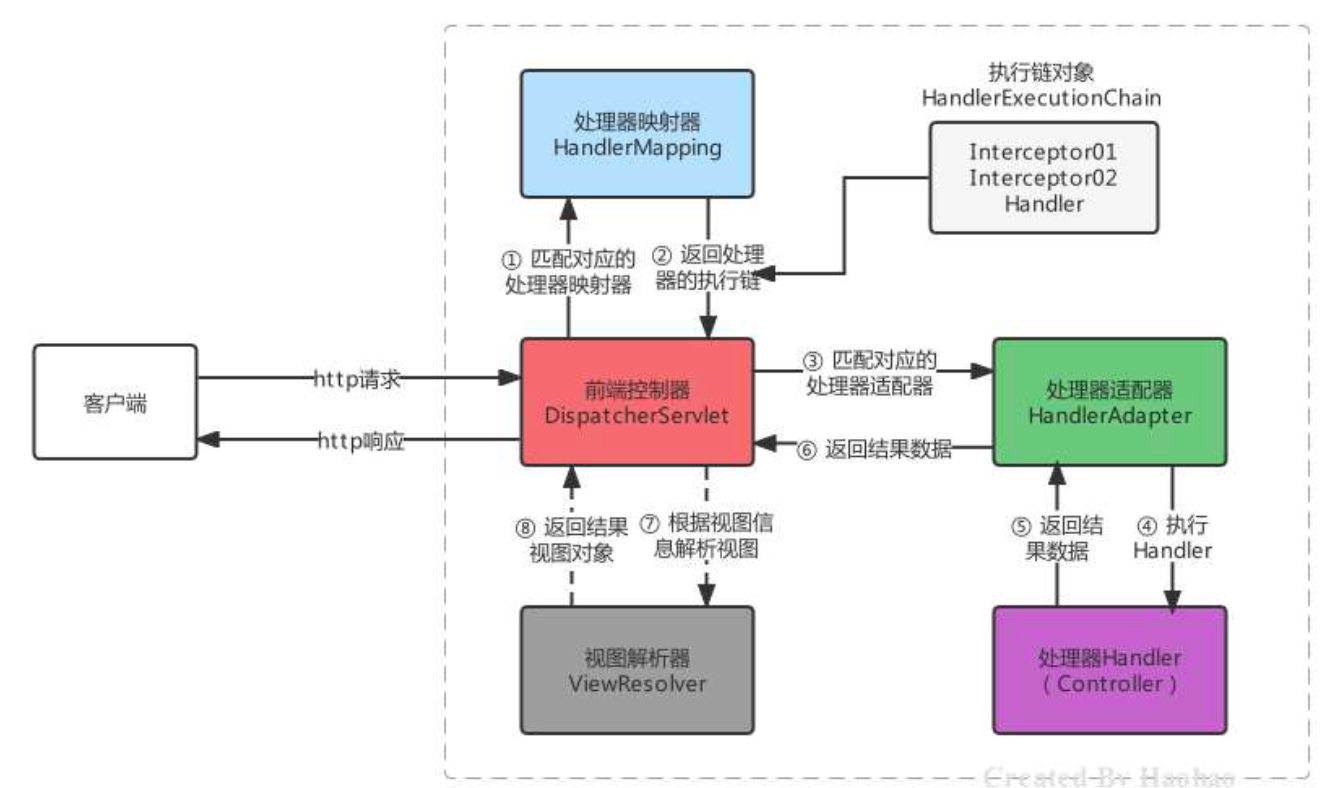 执行链对象
HandlerExecutionChain
处理器映射器
HandlerMapping
Interceptor01
Interceptor02
Handler
① 匹配对应的
处理器映射器
② 返回处理
器的执行链
客户端
http请求
http响应
前端控制器
DispatcherServlet
③ 匹配对应的
处理器适配器
⑥ 返回结果数据
处理器适配器
HandlerAdapter
⑧ 返回结果
视图对象
⑦ 根据视图信
息解析视图
⑤ 返回结
果数据
④ 执行
Handler
视图解析器
ViewResolver
处理器Handler
（Controller）
Created By Haohao